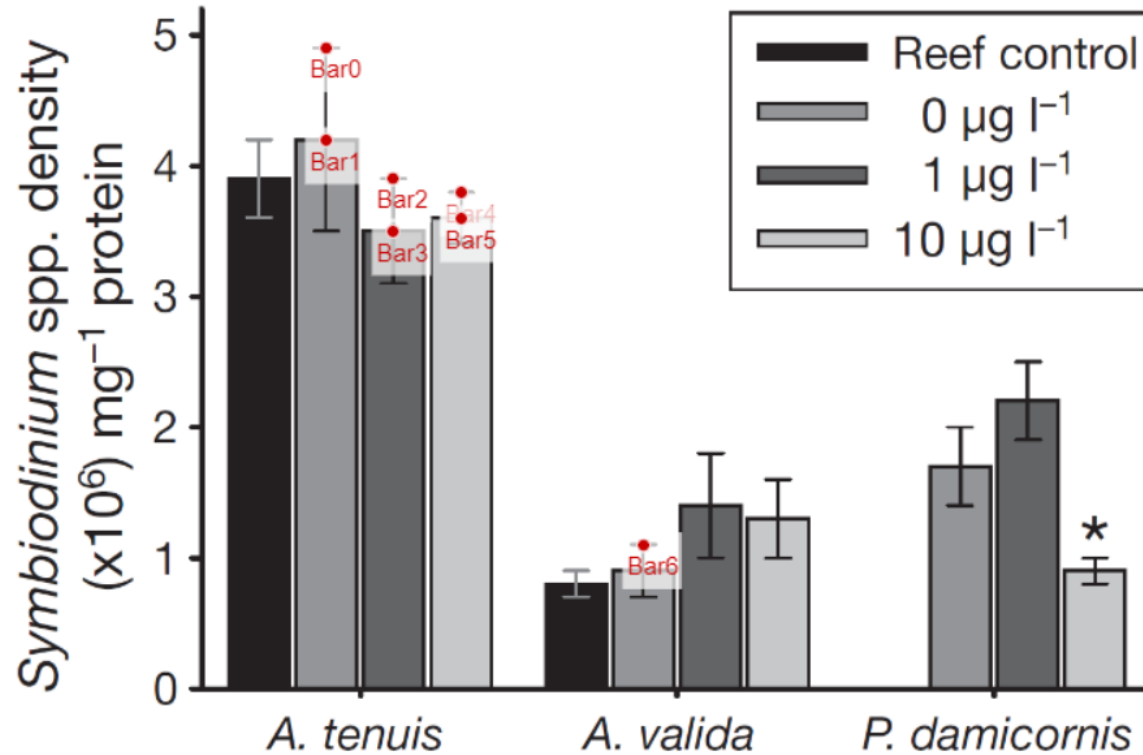 Symbiodinium spp. density
(x10⁶) mg⁻¹ protein
5
4
3
2
1
0
Bar0
Bar1
Bar2
Bar3
Bar4
Bar5
Bar6
*
Reef control
0 µg l⁻¹
1 µg l⁻¹
10 µg l⁻¹
A. tenuis
A. valida
P. damicornis